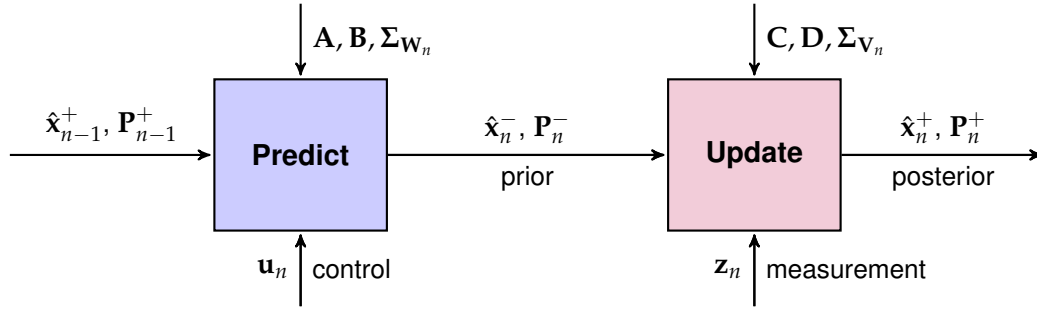 A, B, Σ_{W_n}
C, D, Σ_{V_n}
x̂⁺_{n−1}, P⁺_{n−1}
Predict
x̂⁻_n, P⁻_n
prior
Update
x̂⁺_n, P⁺_n
posterior
u_n control
z_n measurement